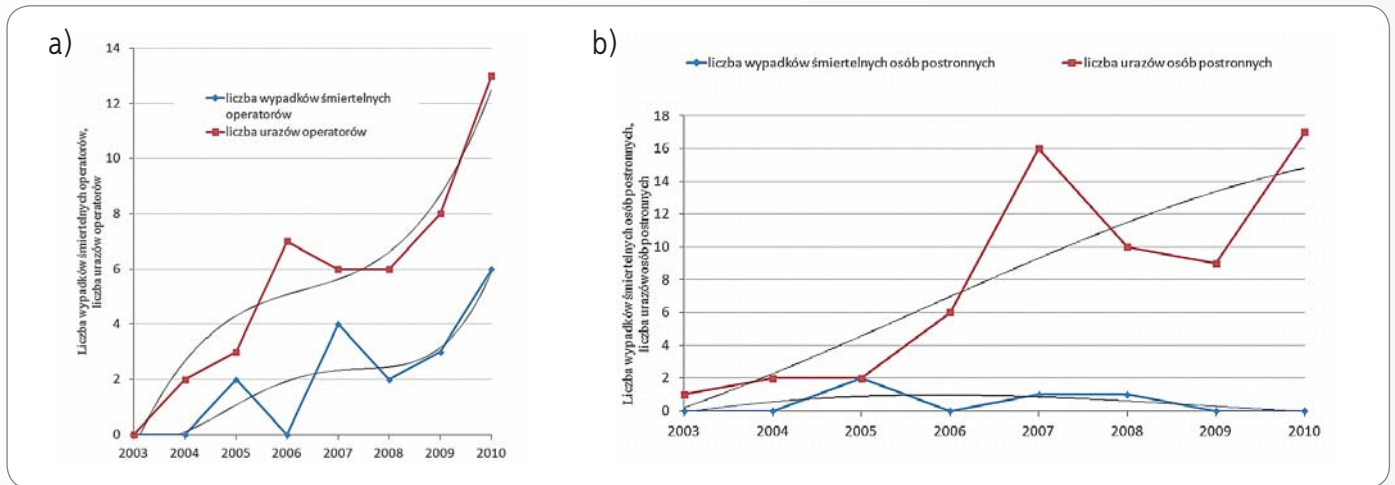 a)
14
12
10
8
6
4
2
0
Liczba wypadków śmiertelnych operatorów,
liczba urazów operatorów
liczba wypadków śmiertelnych
operatorów
liczba urazów operatorów
2003 2004 2005 2006 2007 2008 2009 2010
b)
liczba wypadków śmiertelnych osób postronnych
liczba urazów osób postronnych
18
16
14
12
10
8
6
4
2
0
Liczba wypadków śmiertelnych osób postronnych,
liczba urazów osób postronnych
2003 2004 2005 2006 2007 2008 2009 2010